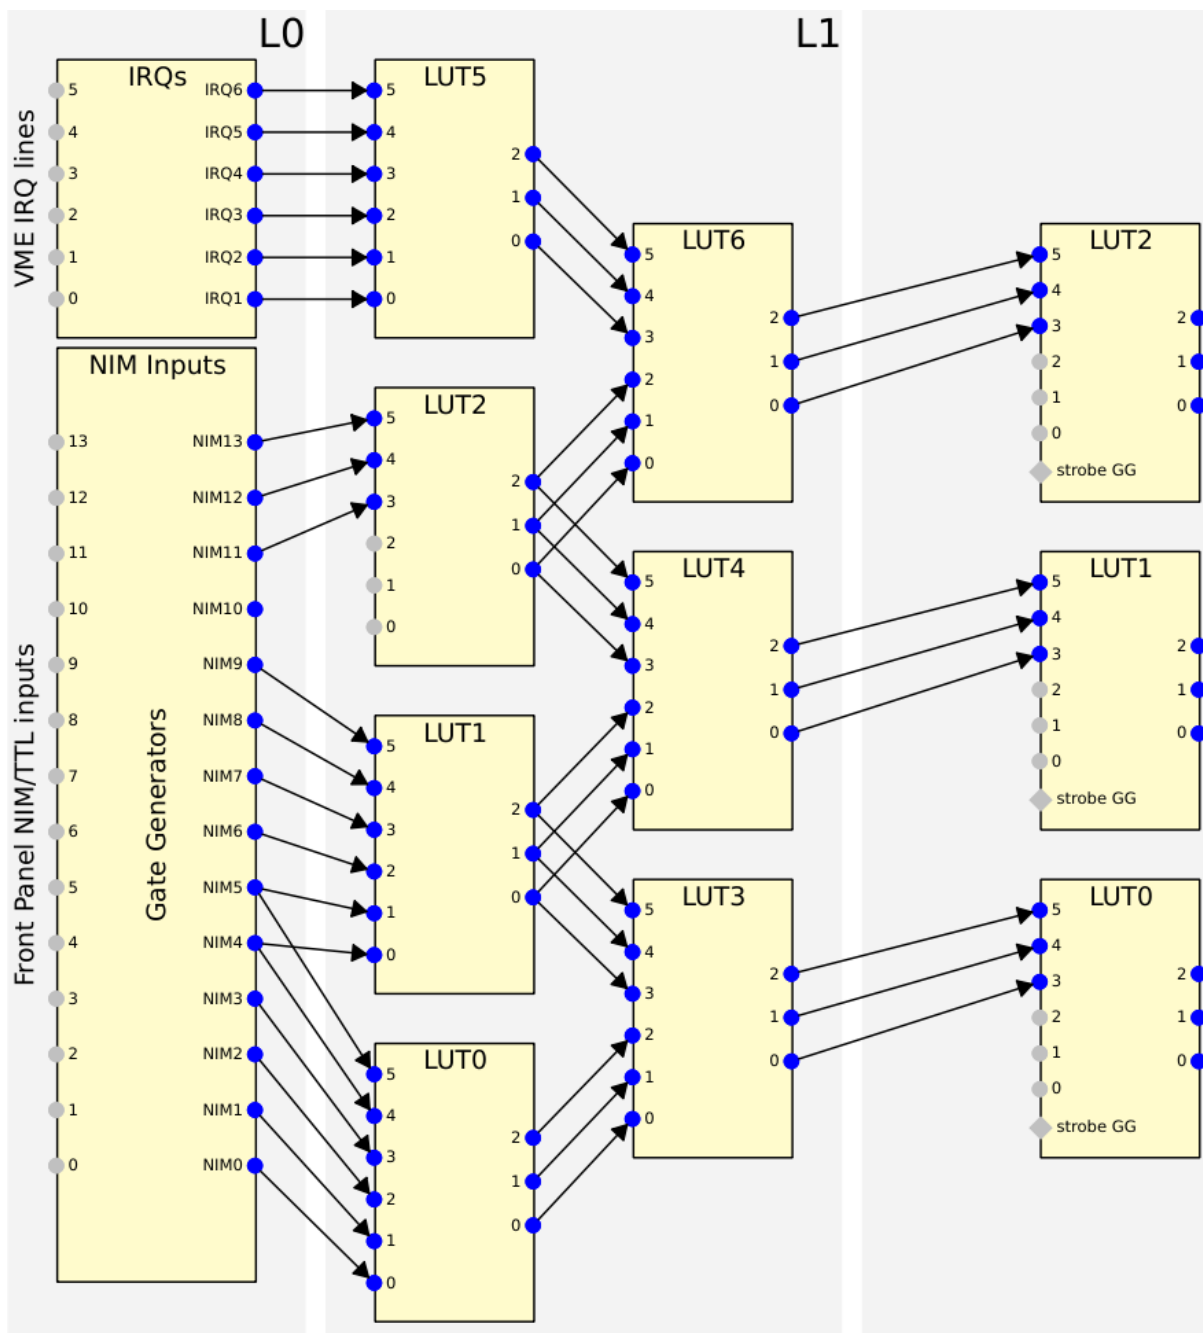 L0
L1
VME IRQ lines
IRQs
5 IRQ6
4 IRQ5
3 IRQ4
2 IRQ3
1 IRQ2
0 IRQ1
Front Panel NIM/TTL inputs
NIM Inputs
Gate Generators
13 NIM13
12 NIM12
11 NIM11
10 NIM10
9 NIM9
8 NIM8
7 NIM7
6 NIM6
5 NIM5
4 NIM4
3 NIM3
2 NIM2
1 NIM1
0 NIM0
LUT5
5
4
3
2
1
0
2
1
0
LUT2
5
4
3
2
1
0
2
1
0
LUT1
5
4
3
2
1
0
2
1
0
LUT0
5
4
3
2
1
0
2
1
0
LUT6
5
4
3
2
1
0
2
1
0
LUT4
5
4
3
2
1
0
2
1
0
LUT3
5
4
3
2
1
0
2
1
0
LUT2
5
4
3
2
1
0
strobe GG
2
1
0
LUT1
5
4
3
2
1
0
strobe GG
2
1
0
LUT0
5
4
3
2
1
0
strobe GG
2
1
0